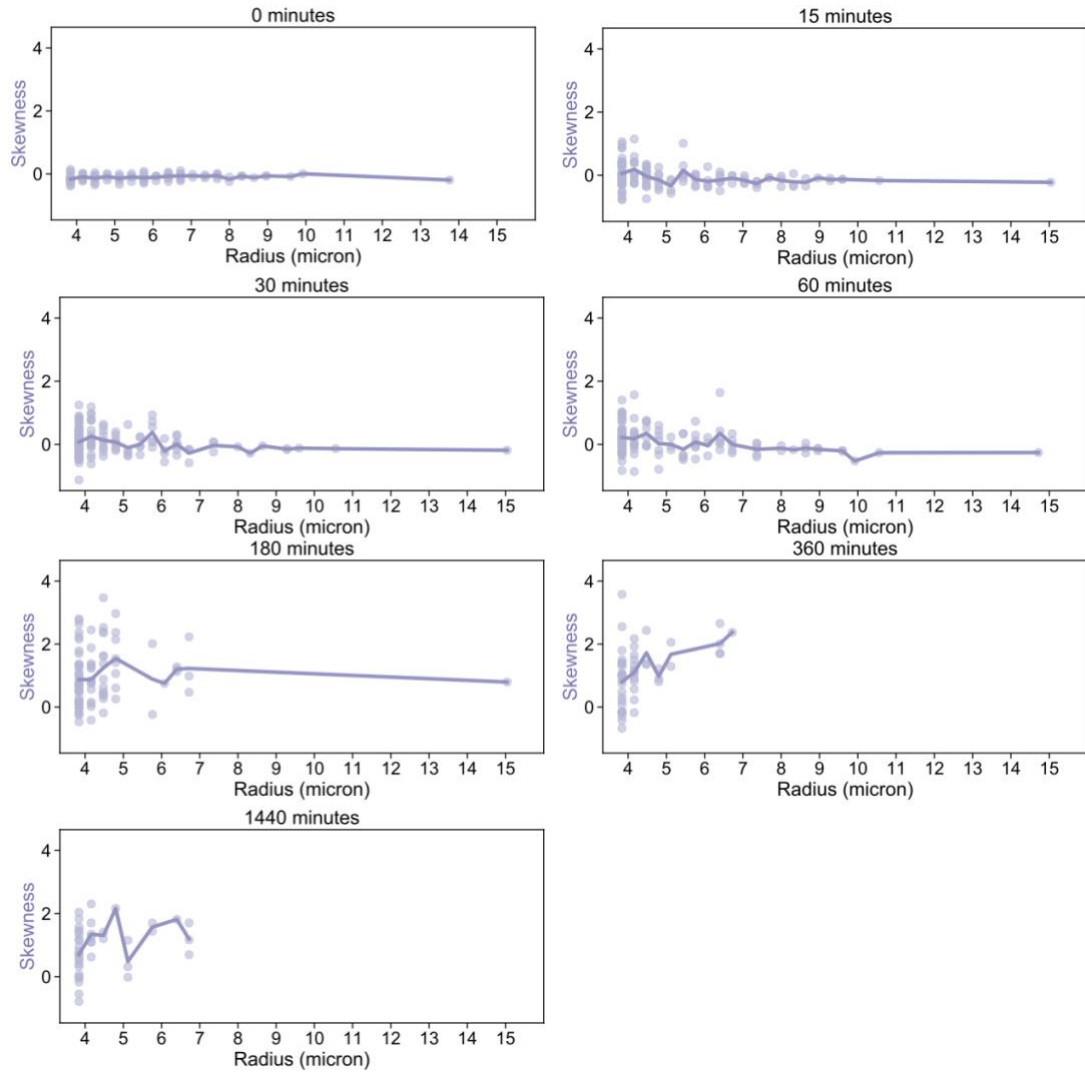 0 minutes
4
2
0
Skewness
4 5 6 7 8 9 10 11 12 13 14 15
Radius (micron)
15 minutes
4
2
0
Skewness
4 5 6 7 8 9 10 11 12 13 14 15
Radius (micron)
30 minutes
4
2
0
Skewness
4 5 6 7 8 9 10 11 12 13 14 15
Radius (micron)
60 minutes
4
2
0
Skewness
4 5 6 7 8 9 10 11 12 13 14 15
Radius (micron)
180 minutes
4
2
0
Skewness
4 5 6 7 8 9 10 11 12 13 14 15
Radius (micron)
360 minutes
4
2
0
Skewness
4 5 6 7 8 9 10 11 12 13 14 15
Radius (micron)
1440 minutes
4
2
0
Skewness
4 5 6 7 8 9 10 11 12 13 14 15
Radius (micron)